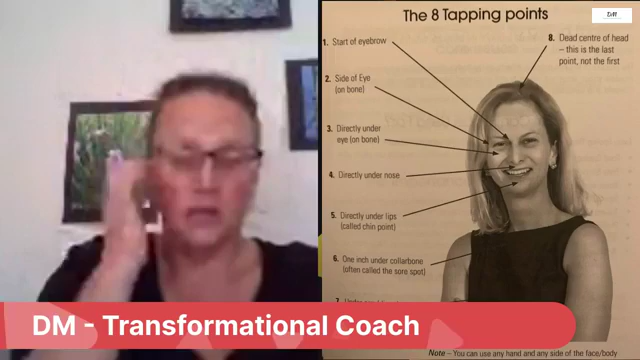 The 8 Tapping points
DM
1. Start of eyebrow
8. Dead centre of head
– this is the last
point, not the first
2. Side of Eye
(on bone)
3. Directly under
eye (on bone)
4. Directly under nose
5. Directly under lips
(called chin point)
6. One inch under collarbone
(often called the sore spot)
DM - Transformational Coach
Note – You can use any hand and any side of the face/body